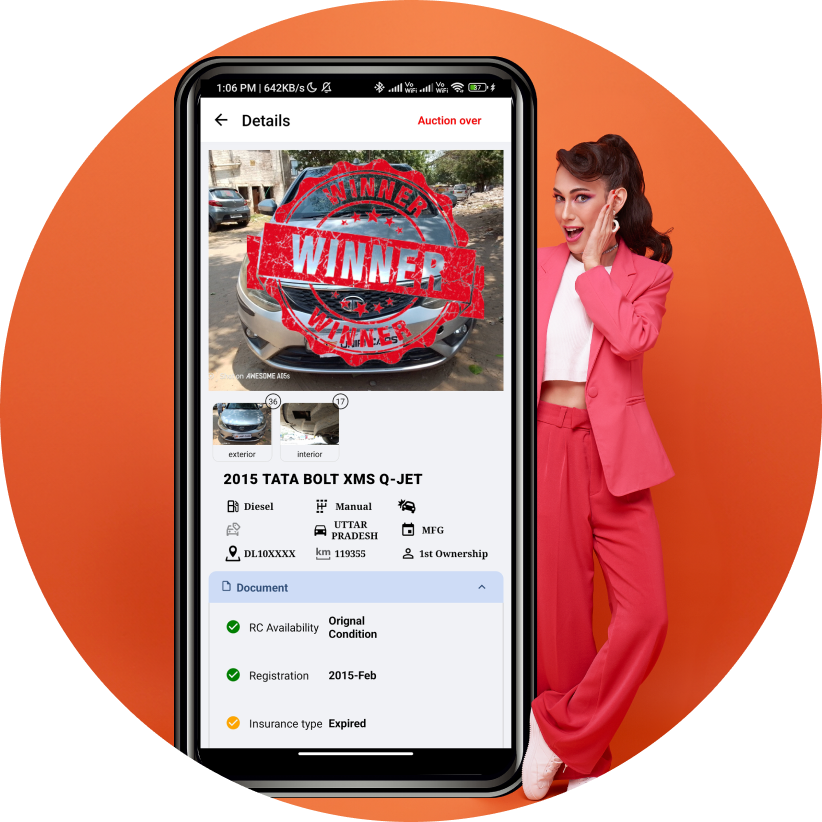 1:06 PM | 642KB/s
Vo WiFi
Vo WiFi
87
Details
Auction over
WINNER
WINNER
WINNER
on AWESOME A05s
36
17
exterior
interior
2015 TATA BOLT XMS Q-JET
Diesel
Manual
UTTAR
PRADESH
MFG
DL10XXXX
km 119355
1st Ownership
Document
RC Availability
Orignal
Condition
Registration
2015-Feb
Insurance type
Expired